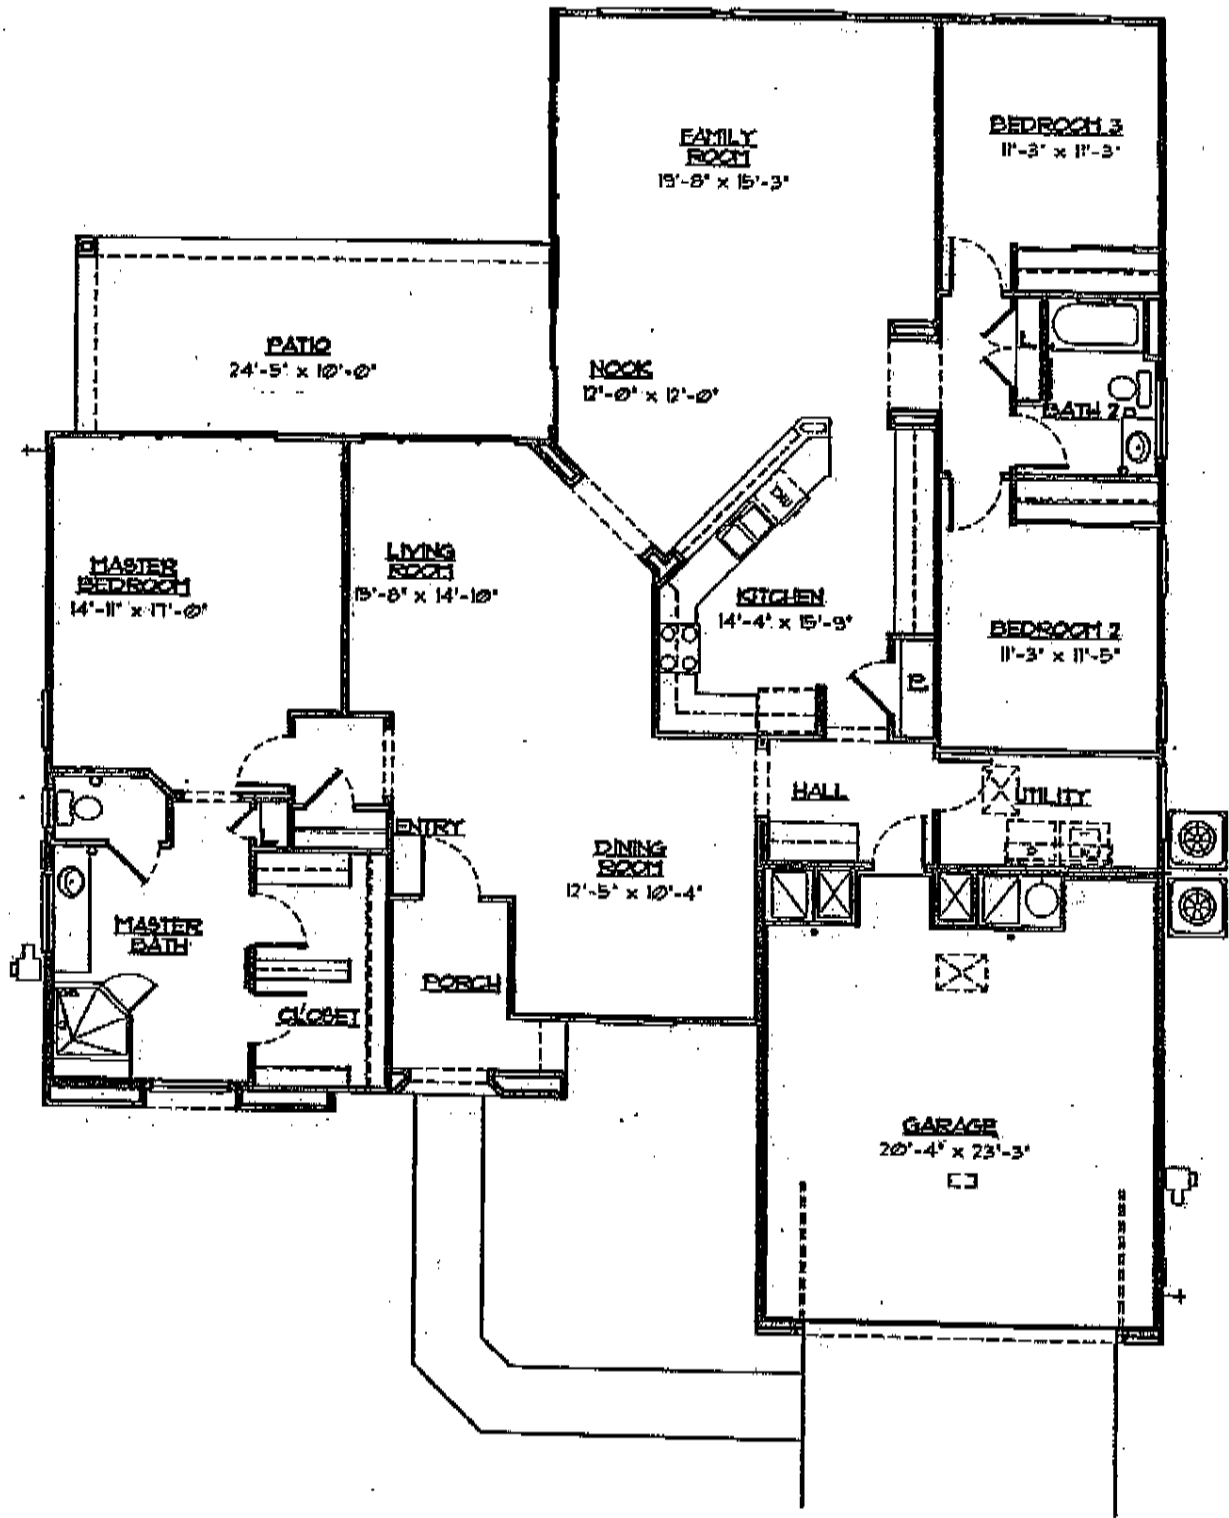 FAMILY
ROOM
19'-8" x 15'-3"
BEDROOM 3
11'-3" x 11'-3"
PATIO
24'-5" x 10'-0"
NOOK
12'-0" x 12'-0"
L
BATH 2
MASTER
BEDROOM
14'-11" x 17'-0"
LIVING
ROOM
19'-8" x 14'-10"
KITCHEN
14'-4" x 15'-9"
BEDROOM 2
11'-3" x 11'-5"
P
HALL
UTILITY
ENTRY
L
DINING
ROOM
12'-5" x 10'-4"
MASTER
BATH
PORCH
CLOSET
GARAGE
20'-4" x 23'-3"